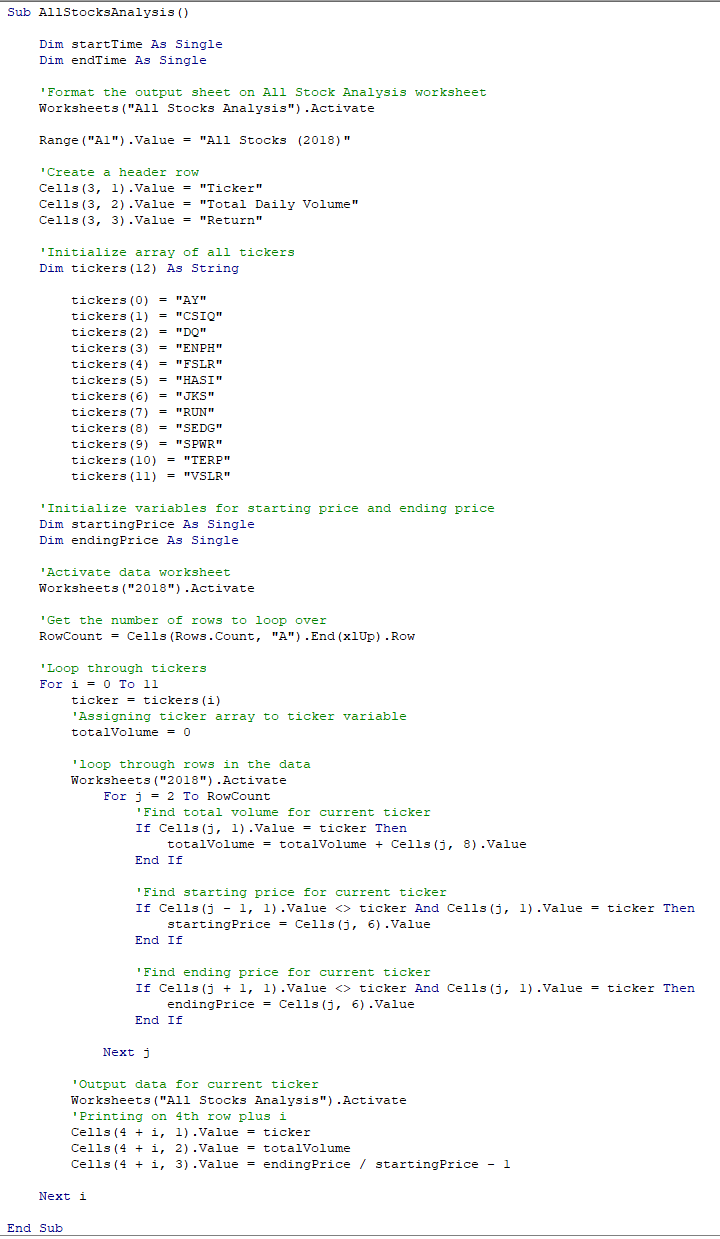 Sub AllStocksAnalysis()
Dim startTime As Single
Dim endTime As Single
'Format the output sheet on All Stock Analysis worksheet
Worksheets("All Stocks Analysis").Activate
Range("A1").Value = "All Stocks (2018)"
'Create a header row
Cells(3, 1).Value = "Ticker"
Cells(3, 2).Value = "Total Daily Volume"
Cells(3, 3).Value = "Return"
'Initialize array of all tickers
Dim tickers(12) As String
tickers(0) = "AY"
tickers(1) = "CSIQ"
tickers(2) = "DQ"
tickers(3) = "ENPH"
tickers(4) = "FSLR"
tickers(5) = "HASI"
tickers(6) = "JKS"
tickers(7) = "RUN"
tickers(8) = "SEDG"
tickers(9) = "SPWR"
tickers(10) = "TERP"
tickers(11) = "VSLR"
'Initialize variables for starting price and ending price
Dim startingPrice As Single
Dim endingPrice As Single
'Activate data worksheet
Worksheets("2018").Activate
'Get the number of rows to loop over
RowCount = Cells(Rows.Count, "A").End(xlUp).Row
'Loop through tickers
For i = 0 To 11
ticker = tickers(i)
'Assigning ticker array to ticker variable
totalVolume = 0
'loop through rows in the data
Worksheets("2018").Activate
For j = 2 To RowCount
'Find total volume for current ticker
If Cells(j, 1).Value = ticker Then
totalVolume = totalVolume + Cells(j, 8).Value
End If
'Find starting price for current ticker
If Cells(j - 1, 1).Value <> ticker And Cells(j, 1).Value = ticker Then
startingPrice = Cells(j, 6).Value
End If
'Find ending price for current ticker
If Cells(j + 1, 1).Value <> ticker And Cells(j, 1).Value = ticker Then
endingPrice = Cells(j, 6).Value
End If
Next j
'Output data for current ticker
Worksheets("All Stocks Analysis").Activate
'Printing on 4th row plus i
Cells(4 + i, 1).Value = ticker
Cells(4 + i, 2).Value = totalVolume
Cells(4 + i, 3).Value = endingPrice / startingPrice - 1
Next i
End Sub